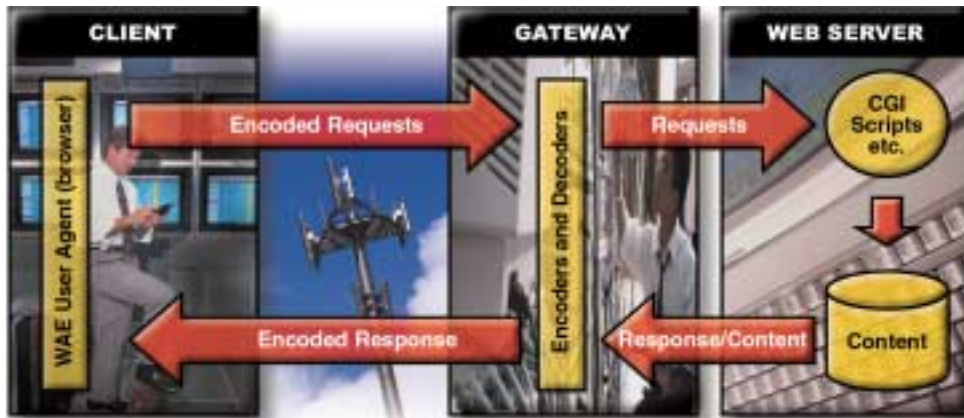 CLIENT
GATEWAY
WEB SERVER
WAE User Agent (browser)
Encoded Requests
Encoders and Decoders
Requests
CGI
Scripts
etc.
Encoded Response
Response/Content
Content